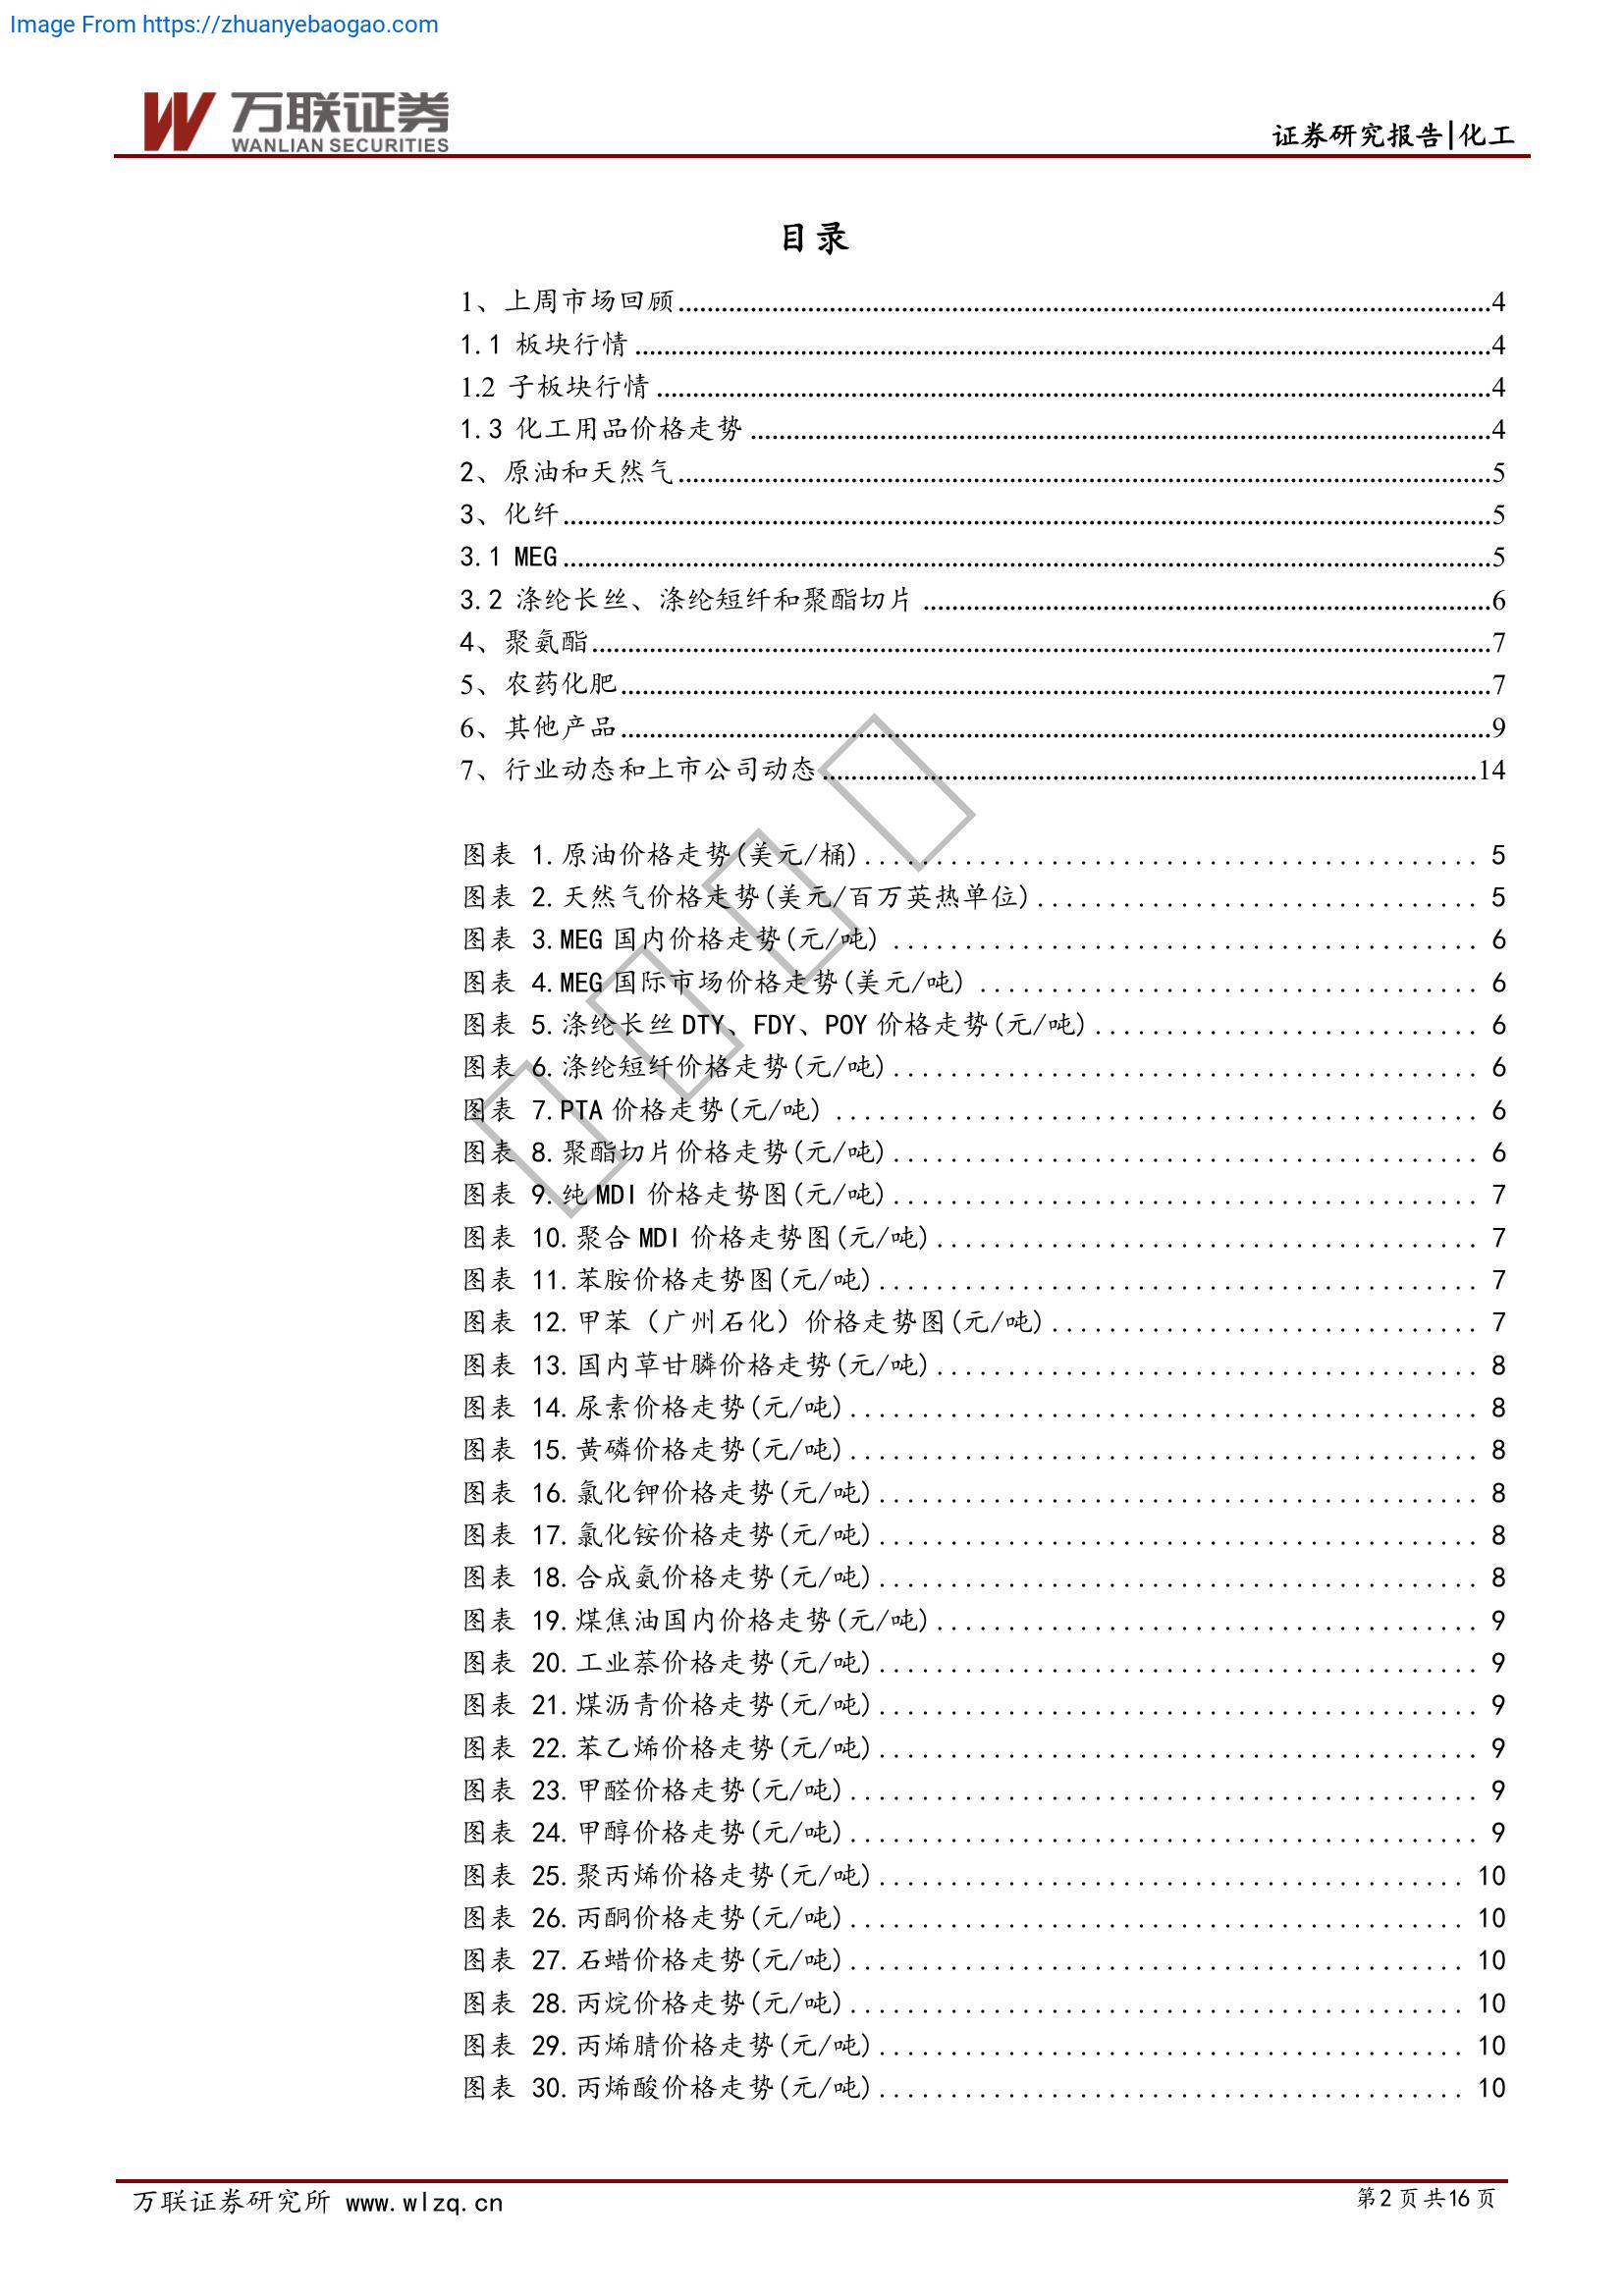 Image From https://zhuanyebaogao.com
万联证券
WANLIAN SECURITIES
证券研究报告|化工
目录
1、上周市场回顾................4
1.1 板块行情................4
1.2 子板块行情................4
1.3 化工用品价格走势................4
2、原油和天然气................5
3、化纤................5
3.1 MEG................5
3.2 涤纶长丝、涤纶短纤和聚酯切片................6
4、聚氨酯................7
5、农药化肥................7
6、其他产品................9
7、行业动态和上市公司动态................14
图表 1.原油价格走势(美元/桶)................ 5
图表 2.天然气价格走势(美元/百万英热单位)................ 5
图表 3.MEG 国内价格走势(元/吨)................ 6
图表 4.MEG 国际市场价格走势(美元/吨)................ 6
图表 5.涤纶长丝 DTY、FDY、POY 价格走势(元/吨)................ 6
图表 6.涤纶短纤价格走势(元/吨)................ 6
图表 7.PTA 价格走势(元/吨)................ 6
图表 8.聚酯切片价格走势(元/吨)................ 6
图表 9.纯 MDI 价格走势图(元/吨)................ 7
图表 10.聚合 MDI 价格走势图(元/吨)................ 7
图表 11.苯胺价格走势图(元/吨)................ 7
图表 12.甲苯（广州石化）价格走势图(元/吨)................ 7
图表 13.国内草甘膦价格走势(元/吨)................ 8
图表 14.尿素价格走势(元/吨)................ 8
图表 15.黄磷价格走势(元/吨)................ 8
图表 16.氯化钾价格走势(元/吨)................ 8
图表 17.氯化铵价格走势(元/吨)................ 8
图表 18.合成氨价格走势(元/吨)................ 8
图表 19.煤焦油国内价格走势(元/吨)................ 9
图表 20.工业萘价格走势(元/吨)................ 9
图表 21.煤沥青价格走势(元/吨)................ 9
图表 22.苯乙烯价格走势(元/吨)................ 9
图表 23.甲醛价格走势(元/吨)................ 9
图表 24.甲醇价格走势(元/吨)................ 9
图表 25.聚丙烯价格走势(元/吨)................ 10
图表 26.丙酮价格走势(元/吨)................ 10
图表 27.石蜡价格走势(元/吨)................ 10
图表 28.丙烷价格走势(元/吨)................ 10
图表 29.丙烯腈价格走势(元/吨)................ 10
图表 30.丙烯酸价格走势(元/吨)................ 10
万联证券研究所 www.wlzq.cn
第 2 页 共 16 页